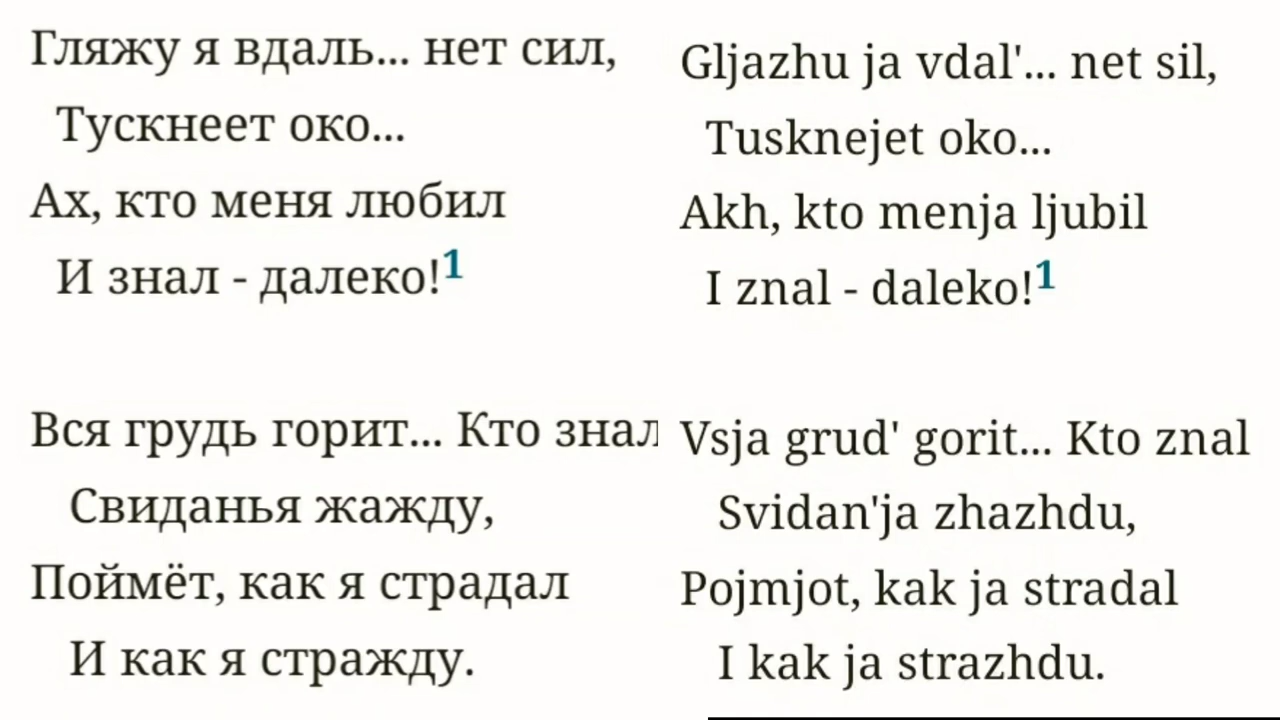 Гляжу я вдаль... нет сил,
Тускнеет око...
Ах, кто меня любил
И знал - далеко!1
Вся грудь горит... Кто знал
Свиданья жажду,
Поймёт, как я страдал
И как я стражду.
Gljazhu ja vdal'... net sil,
Tusknejet oko...
Akh, kto menja ljubil
I znal - daleko!1
Vsja grud' gorit... Kto znal
Svidan'ja zhazhdu,
Pojmjot, kak ja stradal
I kak ja strazhdu.